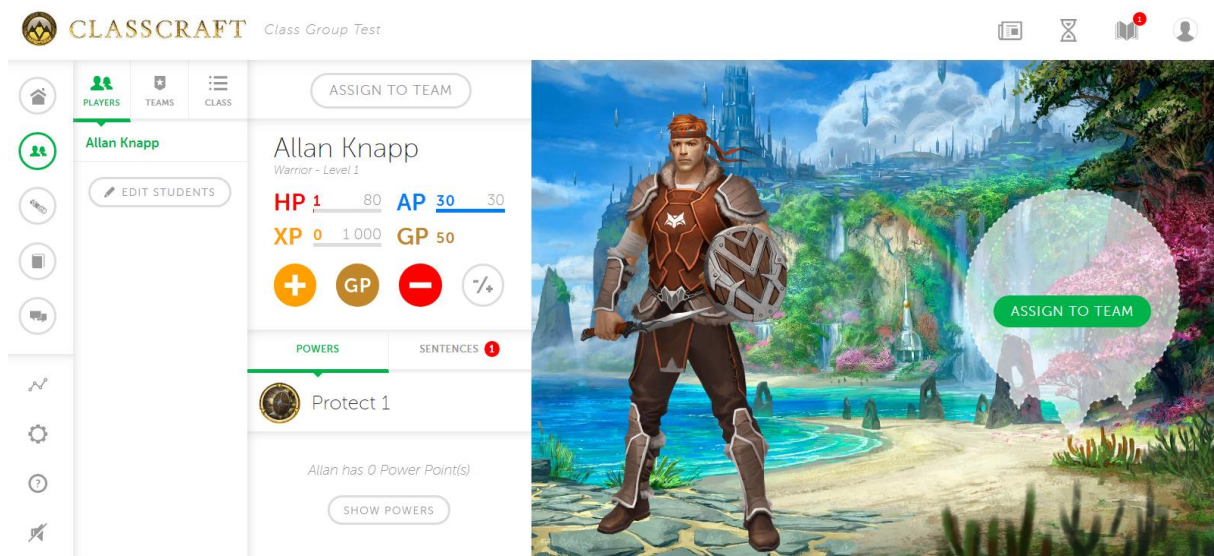 CLASSCRAFT Class Group Test
1
PLAYERS TEAMS CLASS
Allan Knapp
EDIT STUDENTS
ASSIGN TO TEAM
Allan Knapp
Warrior - Level 1
HP 1 80 AP 30 30
XP 0 1 000 GP 50
GP -/+
POWERS SENTENCES 1
Protect 1
Allan has 0 Power Point(s)
SHOW POWERS
ASSIGN TO TEAM